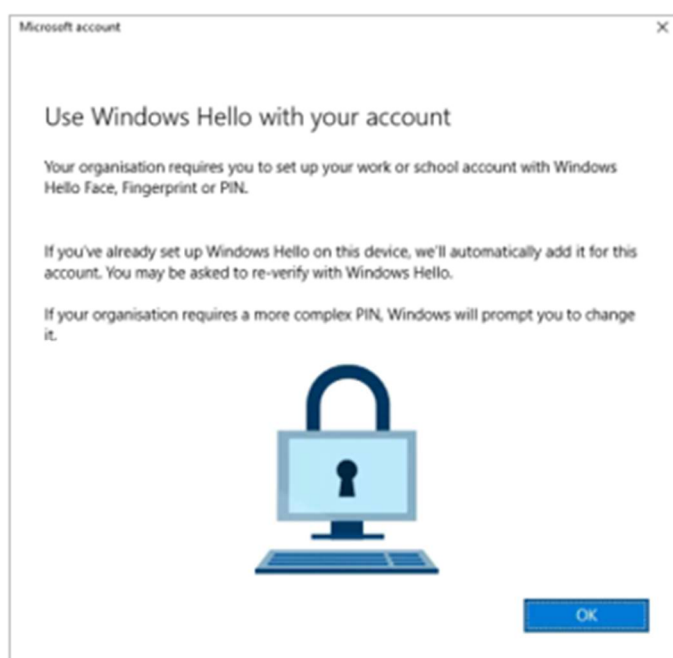 Microsoft account
Use Windows Hello with your account
Your organisation requires you to set up your work or school account with Windows
Hello Face, Fingerprint or PIN.
If you've already set up Windows Hello on this device, we'll automatically add it for this
account. You may be asked to re-verify with Windows Hello.
If your organisation requires a more complex PIN, Windows will prompt you to change
it.
OK